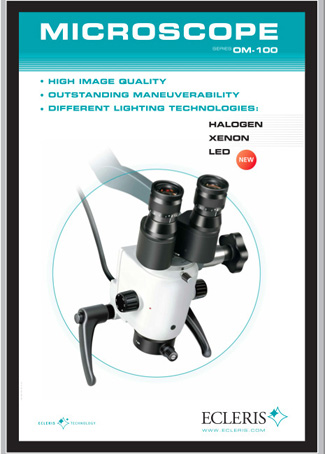 MICROSCOPE
SERIES OM-100
• HIGH IMAGE QUALITY
• OUTSTANDING MANEUVERABILITY
• DIFFERENT LIGHTING TECHNOLOGIES:
HALOGEN
XENON
LED NEW
ECLERIS TECHNOLOGY
ECLERIS
WWW.ECLERIS.COM